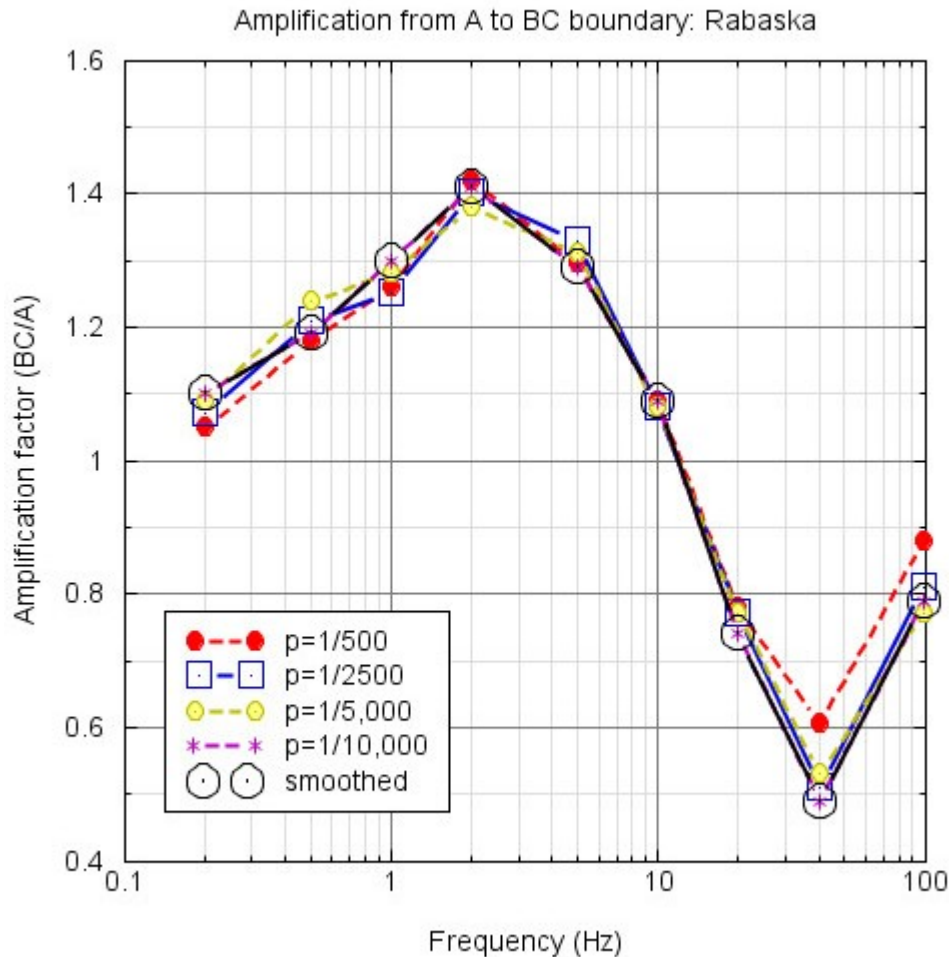 Amplification from A to BC boundary: Rabaska
1.6
1.4
1.2
1
0.8
0.6
0.4
Amplification factor (BC/A)
p=1/500
p=1/2500
p=1/5,000
p=1/10,000
smoothed
0.1
1
10
100
Frequency (Hz)